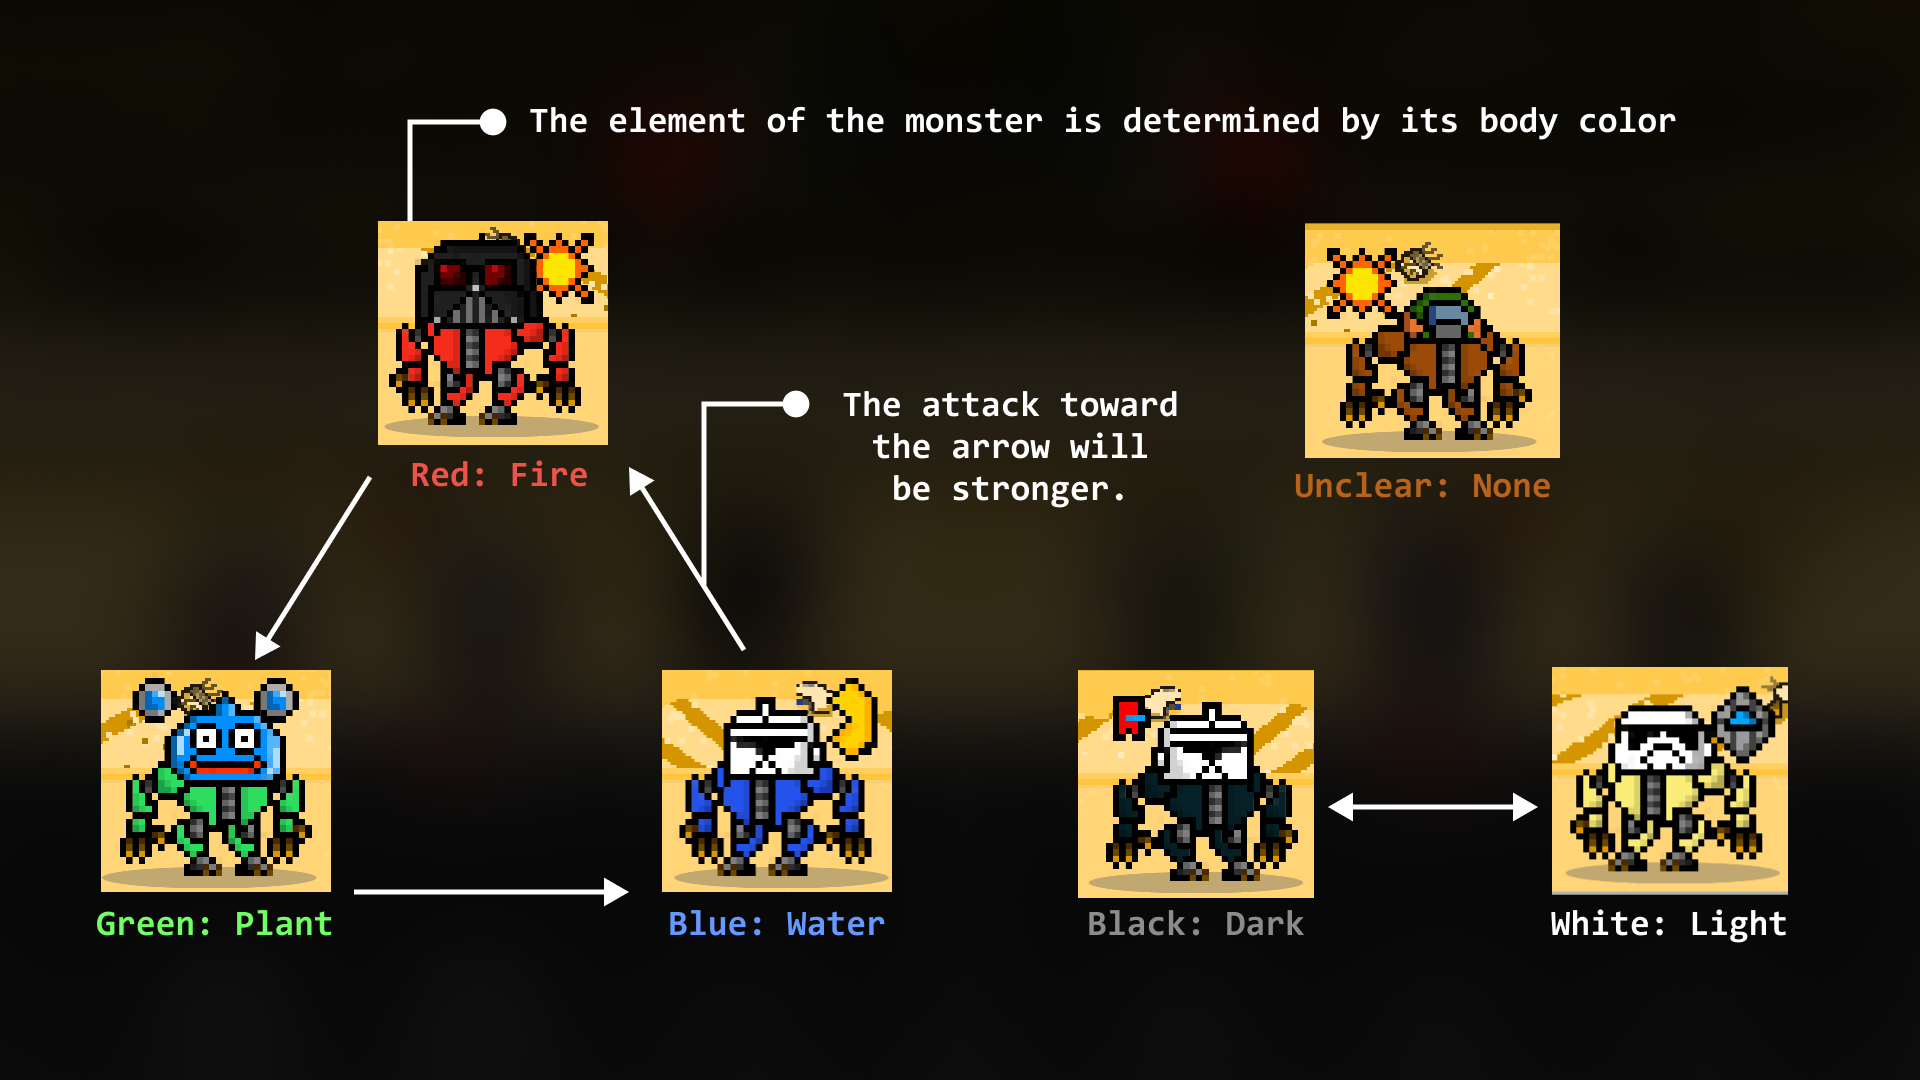 The element of the monster is determined by its body color
Red: Fire
The attack toward
the arrow will
be stronger.
Unclear: None
Green: Plant
Blue: Water
Black: Dark
White: Light